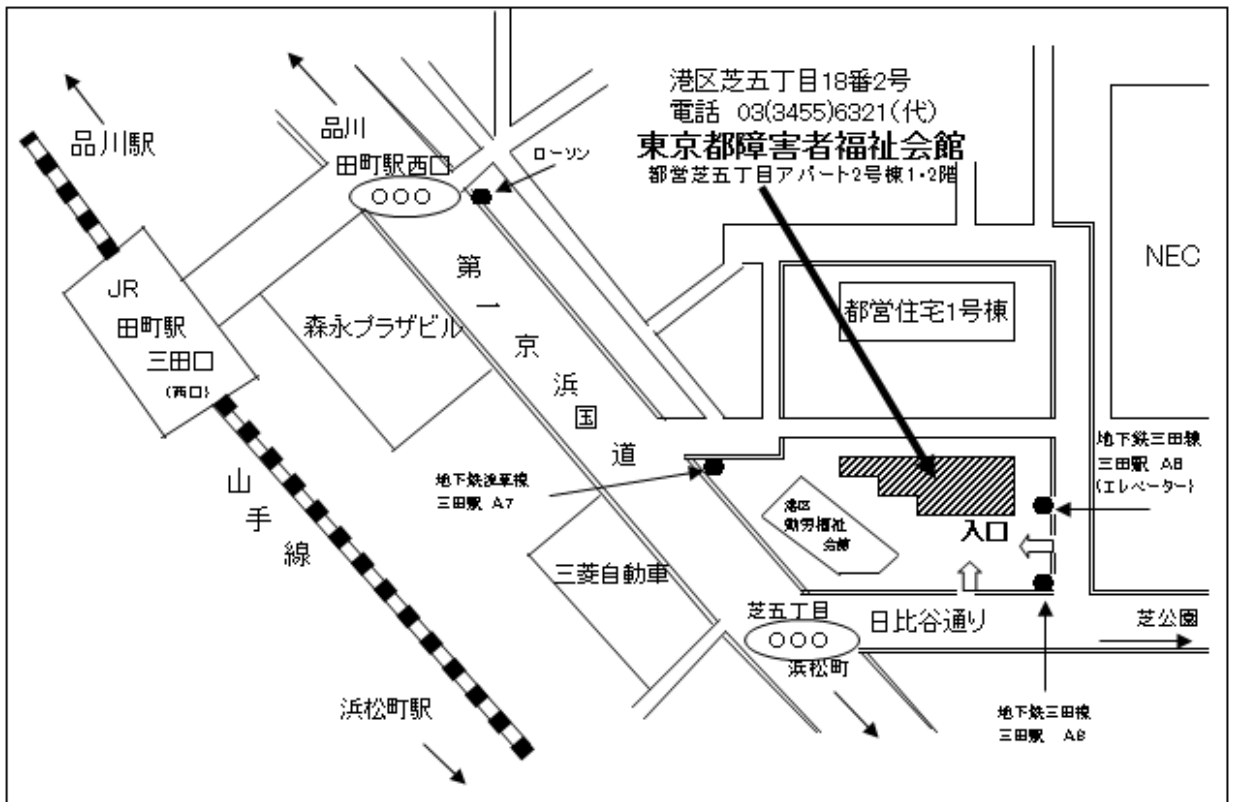 港区芝五丁目18番2号
電話 03(3455)6321(代)
東京都障害者福祉会館
都営芝五丁目アパート2号棟1・2階
品川駅
品川
田町駅西口
○○○
ローソン
NEC
JR
田町駅
三田口
(西口)
森永プラザビル
第一京浜国道
都営住宅1号棟
山手線
地下鉄浅草線
三田駅 A7
地下鉄三田線
三田駅 A8
(エレベーター)
港区
勤労福祉
会館
入口
三菱自動車
芝五丁目
○○○
浜松町
日比谷通り
芝公園
浜松町駅
地下鉄三田線
三田駅